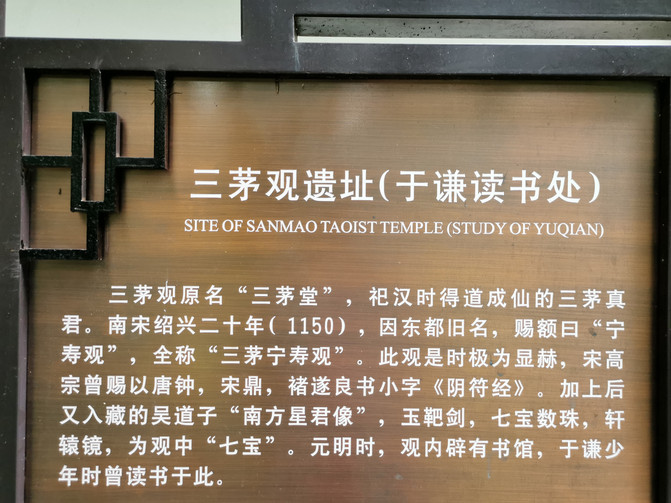 三茅观遗址(于谦读书处)
SITE OF SANMAO TAOIST TEMPLE (STUDY OF YUQIAN)
三茅观原名“三茅堂”，祀汉时得道成仙的三茅真
君。南宋绍兴二十年(1150)，因东都旧名，赐额曰“宁
寿观”，全称“三茅宁寿观”。此观是时极为显赫，宋高
宗曾赐以唐钟，宋鼎，褚遂良书小字《阴符经》。加上后
又入藏的吴道子“南方星君像”，玉靶剑，七宝数珠，轩
辕镜，为观中“七宝”。元明时，观内辟有书馆，于谦少
年时曾读书于此。